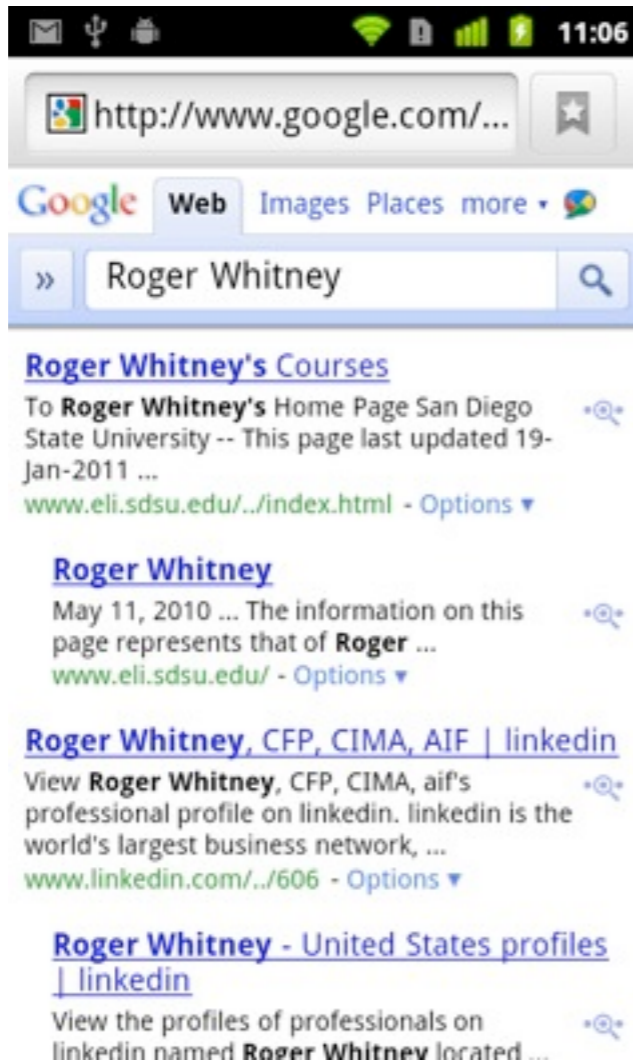 11:06
http://www.google.com/...
Google Web Images Places more
» Roger Whitney
Roger Whitney's Courses
To Roger Whitney's Home Page San Diego
State University -- This page last updated 19-
Jan-2011 ...
www.eli.sdsu.edu/../index.html - Options ▼
Roger Whitney
May 11, 2010 ... The information on this
page represents that of Roger ...
www.eli.sdsu.edu/ - Options ▼
Roger Whitney, CFP, CIMA, AIF | linkedin
View Roger Whitney, CFP, CIMA, aif's
professional profile on linkedin. linkedin is the
world's largest business network, ...
www.linkedin.com/../606 - Options ▼
Roger Whitney - United States profiles
| linkedin
View the profiles of professionals on
linkedin named Roger Whitney located ...